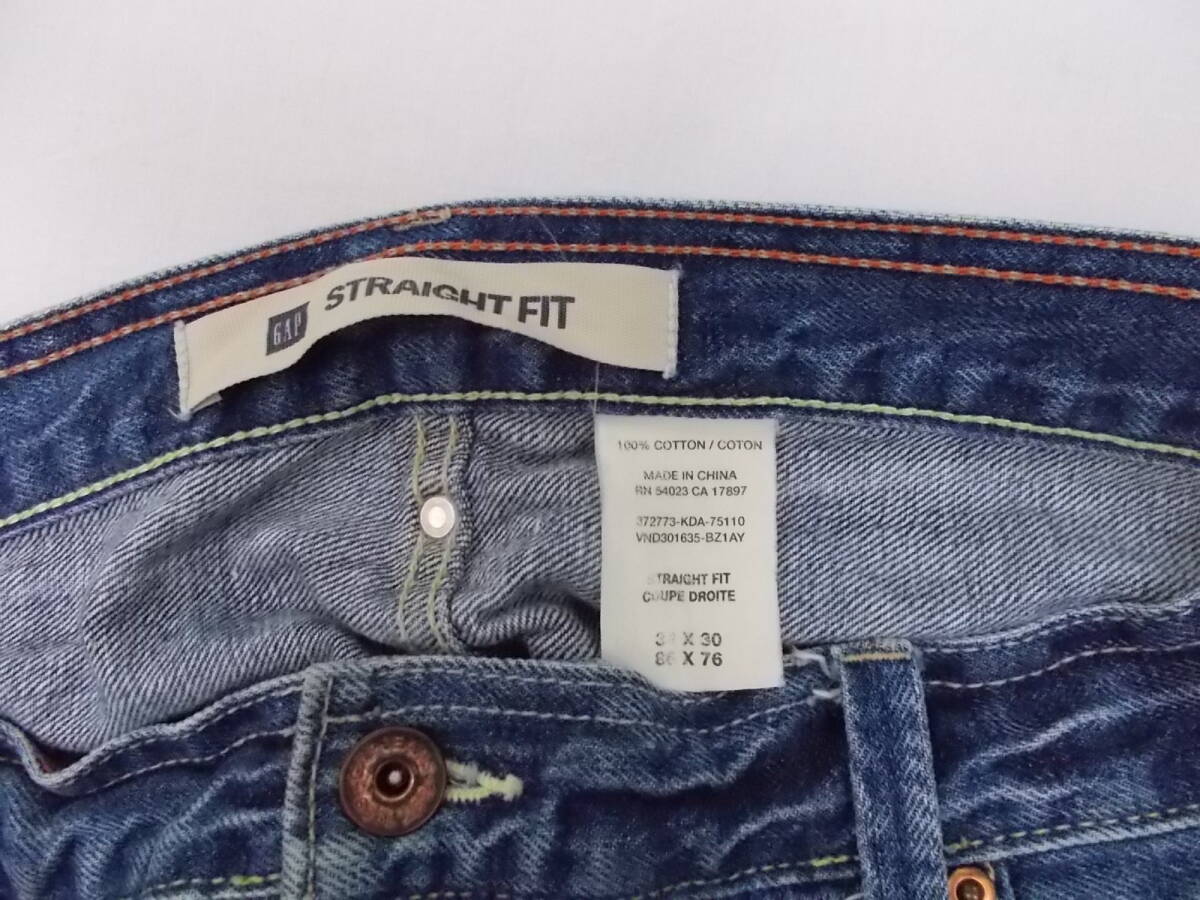 GAP STRAIGHT FIT
100% COTTON / COTON
MADE IN CHINA
RN 54023 CA 17897
372773-KDA-75110
VND301635-BZ1AY
STRAIGHT FIT
COUPE DROITE
34 X 30
86 X 76